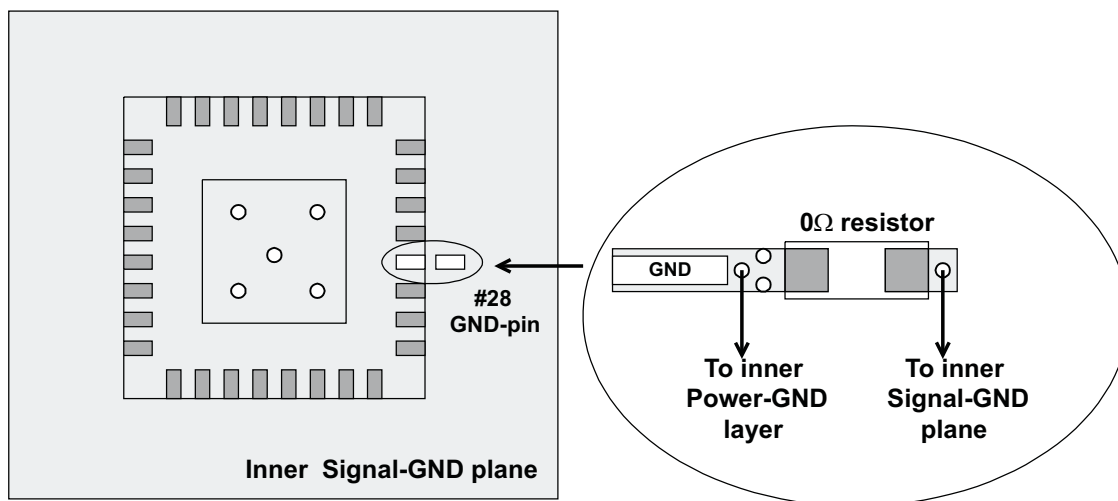 0Ω resistor
GND
#28
GND-pin
To inner
Power-GND
layer
To inner
Signal-GND
plane
Inner Signal-GND plane